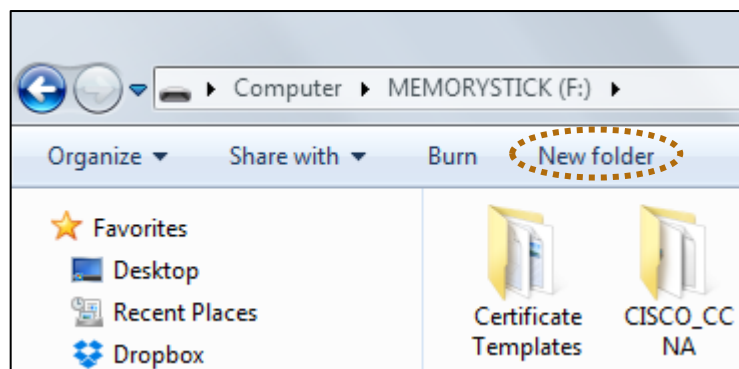 Computer MEMORYSTICK (F:)
Organize Share with Burn New folder
Favorites
Desktop
Recent Places
Dropbox
Certificate
Templates
CISCO_CC
NA